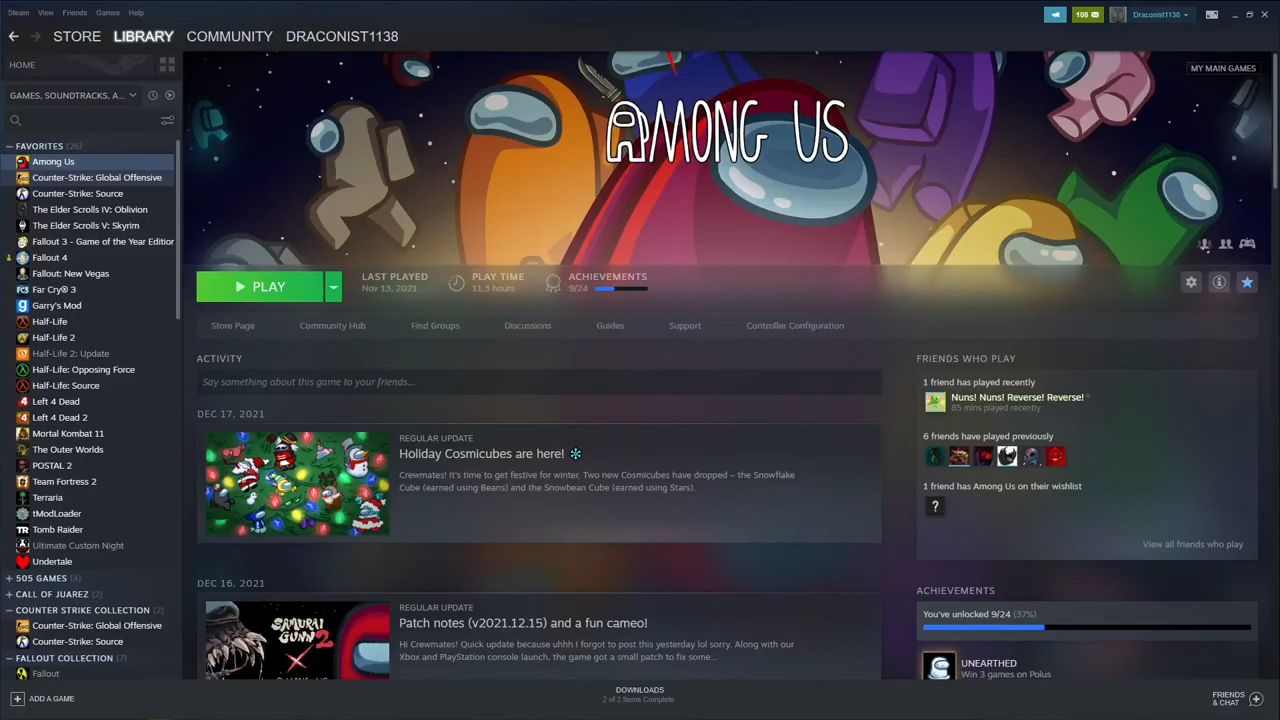 Steam View Friends Games Help
108 Draconist1138
STORE LIBRARY COMMUNITY DRACONIST1138
HOME
GAMES, SOUNDTRACKS, A...
FAVORITES (26)
Among Us
Counter-Strike: Global Offensive
Counter-Strike: Source
The Elder Scrolls IV: Oblivion
The Elder Scrolls V: Skyrim
Fallout 3 - Game of the Year Edition
Fallout 4
Fallout: New Vegas
Far Cry® 3
Garry's Mod
Half-Life
Half-Life 2
Half-Life 2: Update
Half-Life: Opposing Force
Half-Life: Source
Left 4 Dead
Left 4 Dead 2
Mortal Kombat 11
The Outer Worlds
POSTAL 2
Team Fortress 2
Terraria
tModLoader
TR Tomb Raider
Ultimate Custom Night
Undertale
505 GAMES (4)
CALL OF JUAREZ (2)
COUNTER STRIKE COLLECTION (2)
Counter-Strike: Global Offensive
Counter-Strike: Source
FALLOUT COLLECTION (7)
Fallout
ADD A GAME
MY MAIN GAMES
AMONG US
PLAY
LAST PLAYED
Nov 13, 2021
PLAY TIME
11.3 hours
ACHIEVEMENTS
9/24
Store Page Community Hub Find Groups Discussions Guides Support Controller Configuration
ACTIVITY
Say something about this game to your friends...
DEC 17, 2021
REGULAR UPDATE
Holiday Cosmicubes are here!
Crewmates! It's time to get festive for winter. Two new Cosmicubes have dropped – the Snowflake
Cube (earned using Beans) and the Snowbean Cube (earned using Stars).
DEC 16, 2021
SAMURAI
GUNN 2
X
AMONG US
REGULAR UPDATE
Patch notes (v2021.12.15) and a fun cameo!
Hi Crewmates! Quick update because uhhh I forgot to post this yesterday lol sorry. Along with our
Xbox and PlayStation console launch, the game got a small patch to fix some...
FRIENDS WHO PLAY
1 friend has played recently
Nuns! Nuns! Reverse! Reverse!
85 mins played recently
6 friends have played previously
1 friend has Among Us on their wishlist
?
View all friends who play
ACHIEVEMENTS
You've unlocked 9/24 (37%)
UNEARTHED
Win 3 games on Polus
DOWNLOADS
2 of 2 Items Complete
FRIENDS
& CHAT